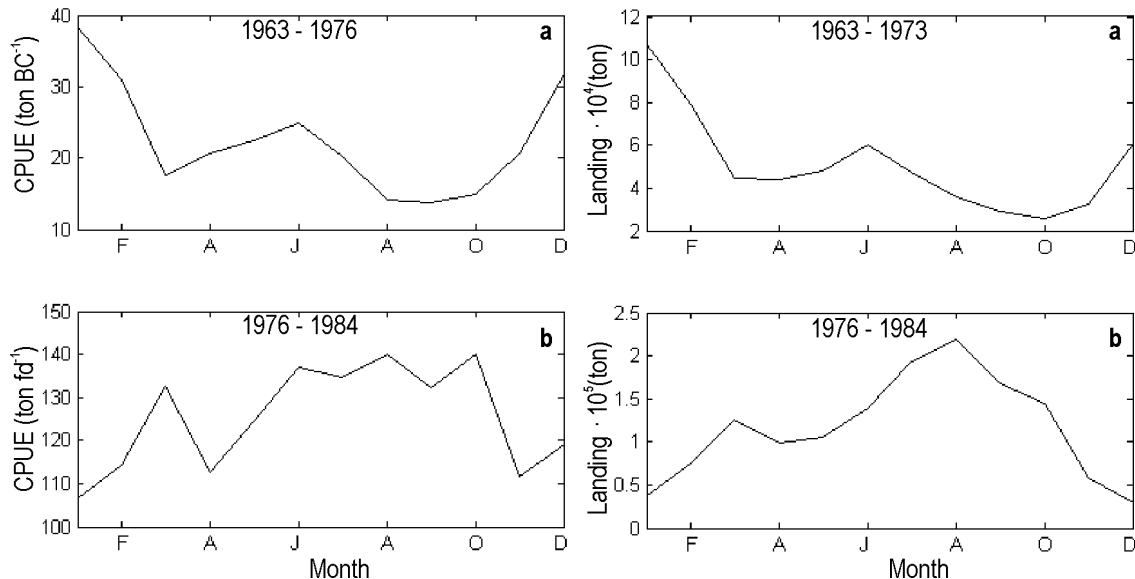 1963 - 1976
a
CPUE (ton BC⁻¹)
40
30
20
10
F A J A O D
1963 - 1973
a
Landing · 10⁴(ton)
12
10
8
6
4
2
F A J A O D
1976 - 1984
b
CPUE (ton fd⁻¹)
150
140
130
120
110
100
F A J A O D
Month
1976 - 1984
b
Landing · 10⁵(ton)
2.5
2
1.5
1
0.5
0
F A J A O D
Month